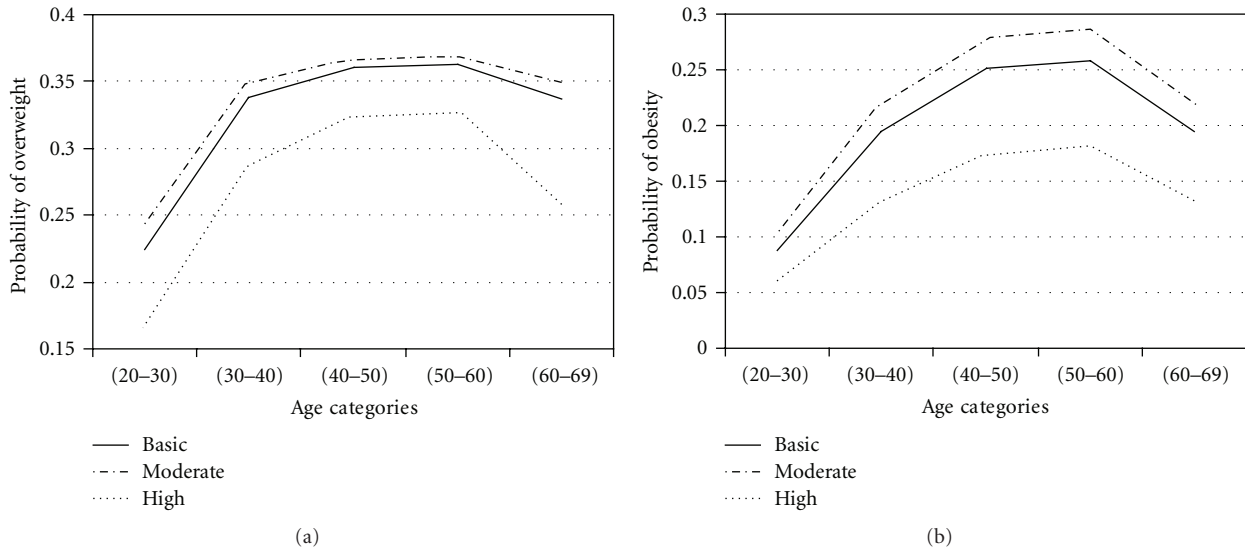 0.4
0.35
0.3
0.25
0.2
0.15
Probability of overweight
(20–30) (30–40) (40–50) (50–60) (60–69)
Age categories
Basic
Moderate
High
(a)
0.3
0.25
0.2
0.15
0.1
0.05
0
Probability of obesity
(20–30) (30–40) (40–50) (50–60) (60–69)
Age categories
Basic
Moderate
High
(b)